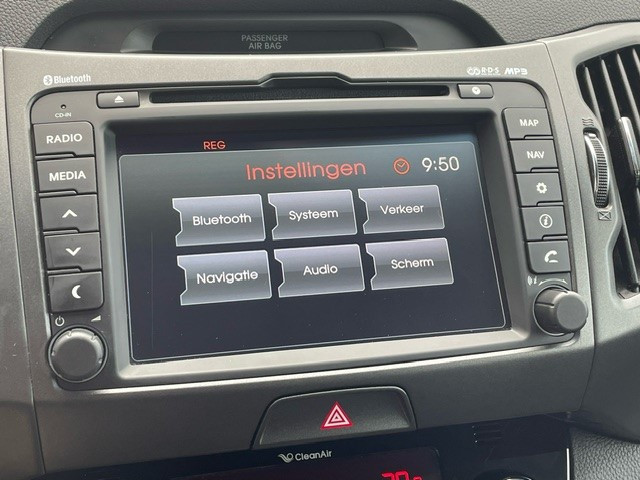 PASSENGER
AIR BAG
Bluetooth
RDS MP3
CD-IN
RADIO
MEDIA
MAP
NAV
REG
Instellingen 9:50
Bluetooth Systeem Verkeer
Navigatie Audio Scherm
CleanAir